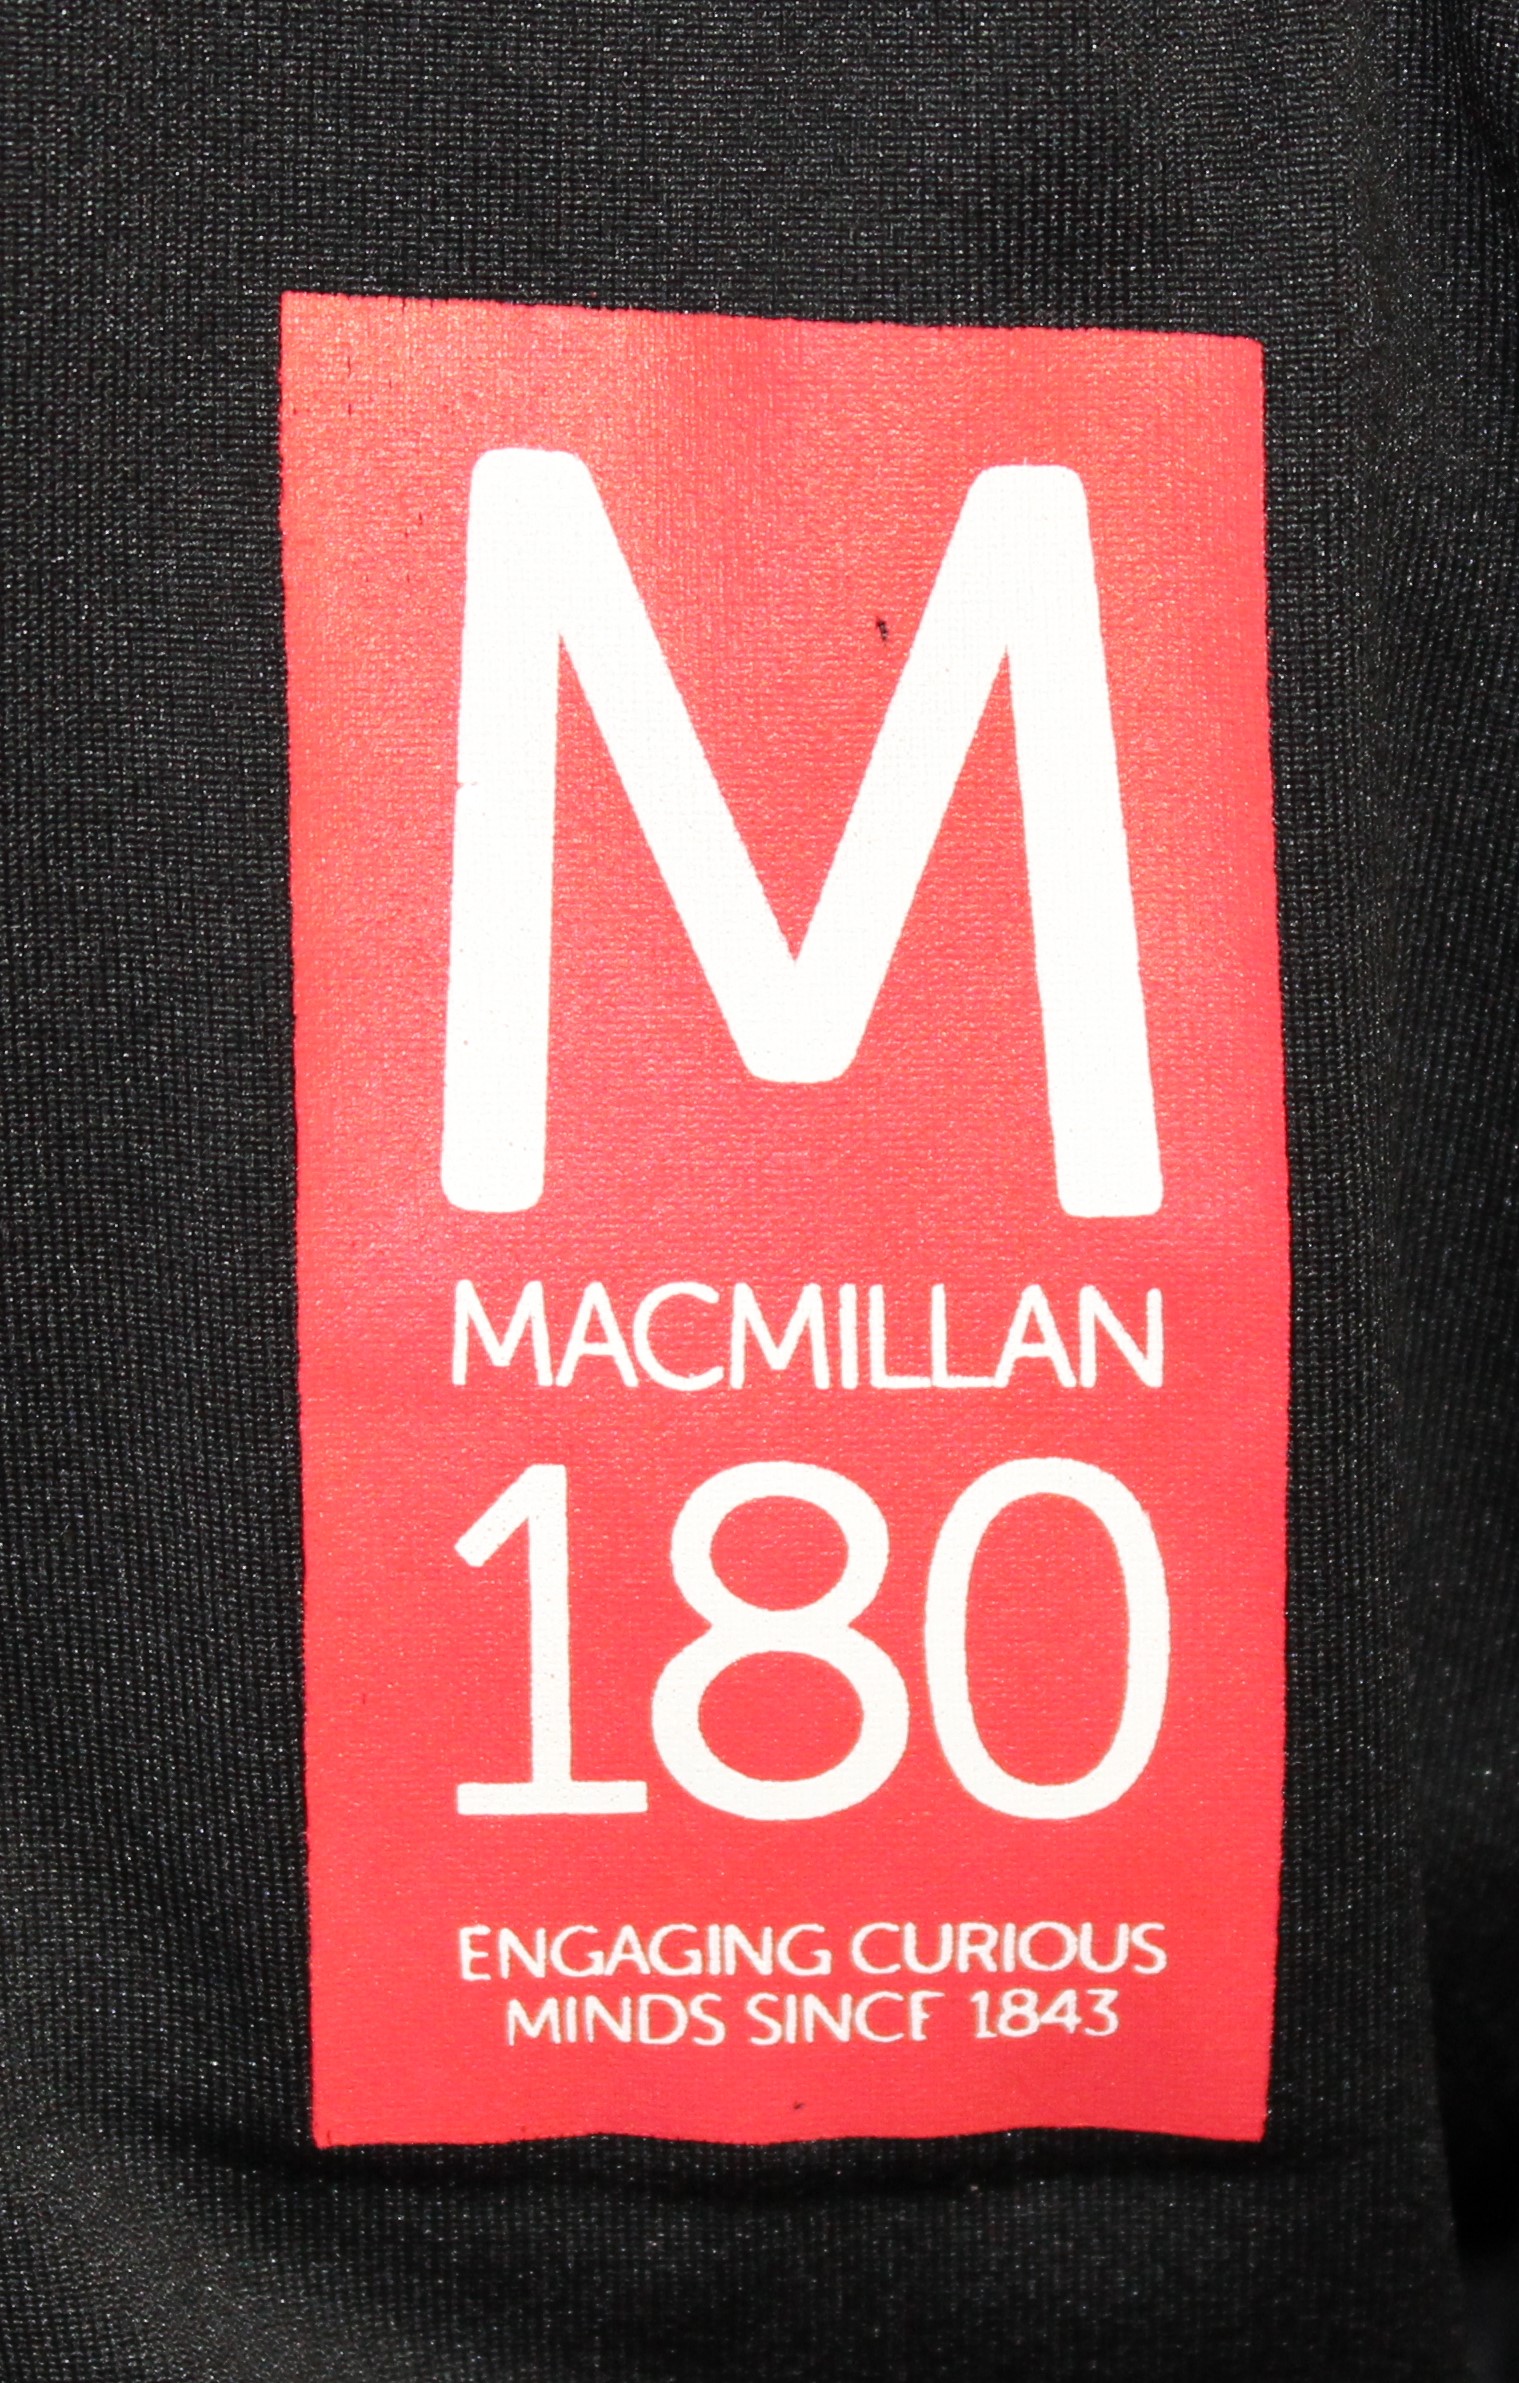 M
MACMILLAN
180
ENGAGING CURIOUS
MINDS SINCE 1843